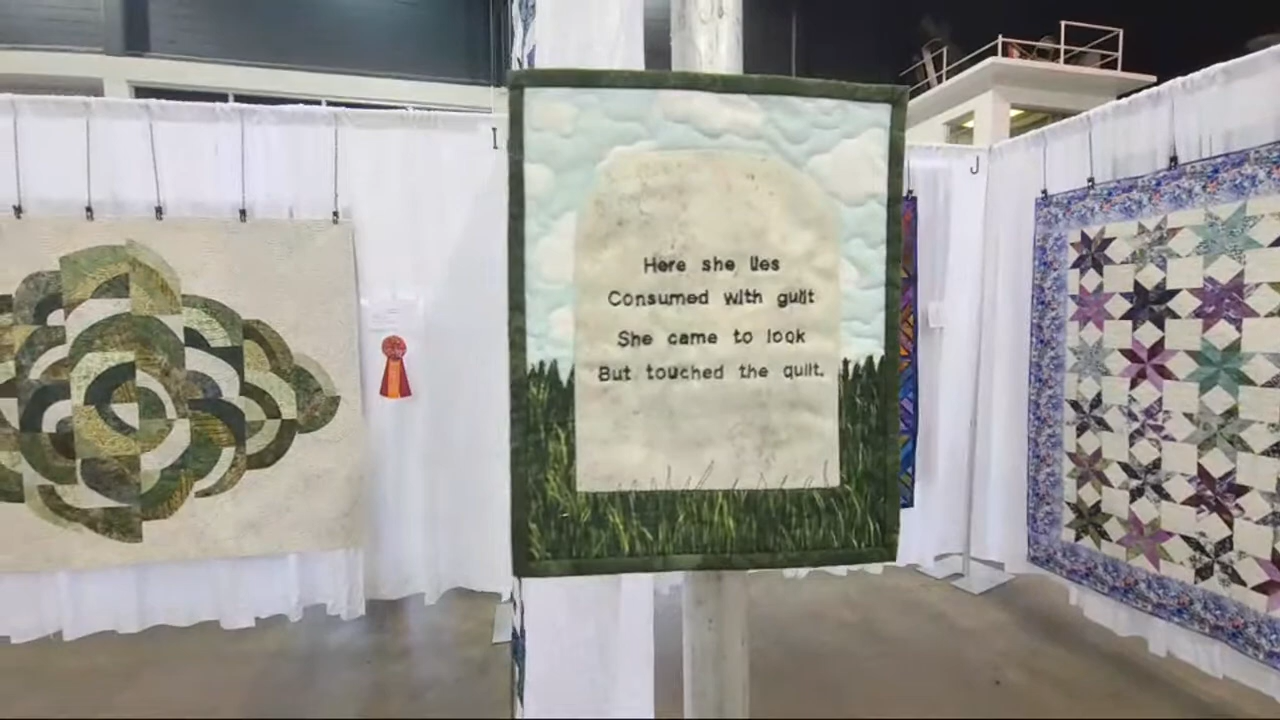 I
J
Here she lies
Consumed with guilt
She came to look
But touched the quilt.